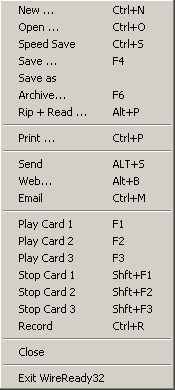 New ... Ctrl+N
Open ... Ctrl+O
Speed Save Ctrl+S
Save ... F4
Save as
Archive... F6
Rip + Read ... Alt+P
Print ... Ctrl+P
Send ALT+S
Web... Alt+B
Email Ctrl+M
Play Card 1 F1
Play Card 2 F2
Play Card 3 F3
Stop Card 1 Shft+F1
Stop Card 2 Shft+F2
Stop Card 3 Shft+F3
Record Ctrl+R
Close
Exit WireReady32